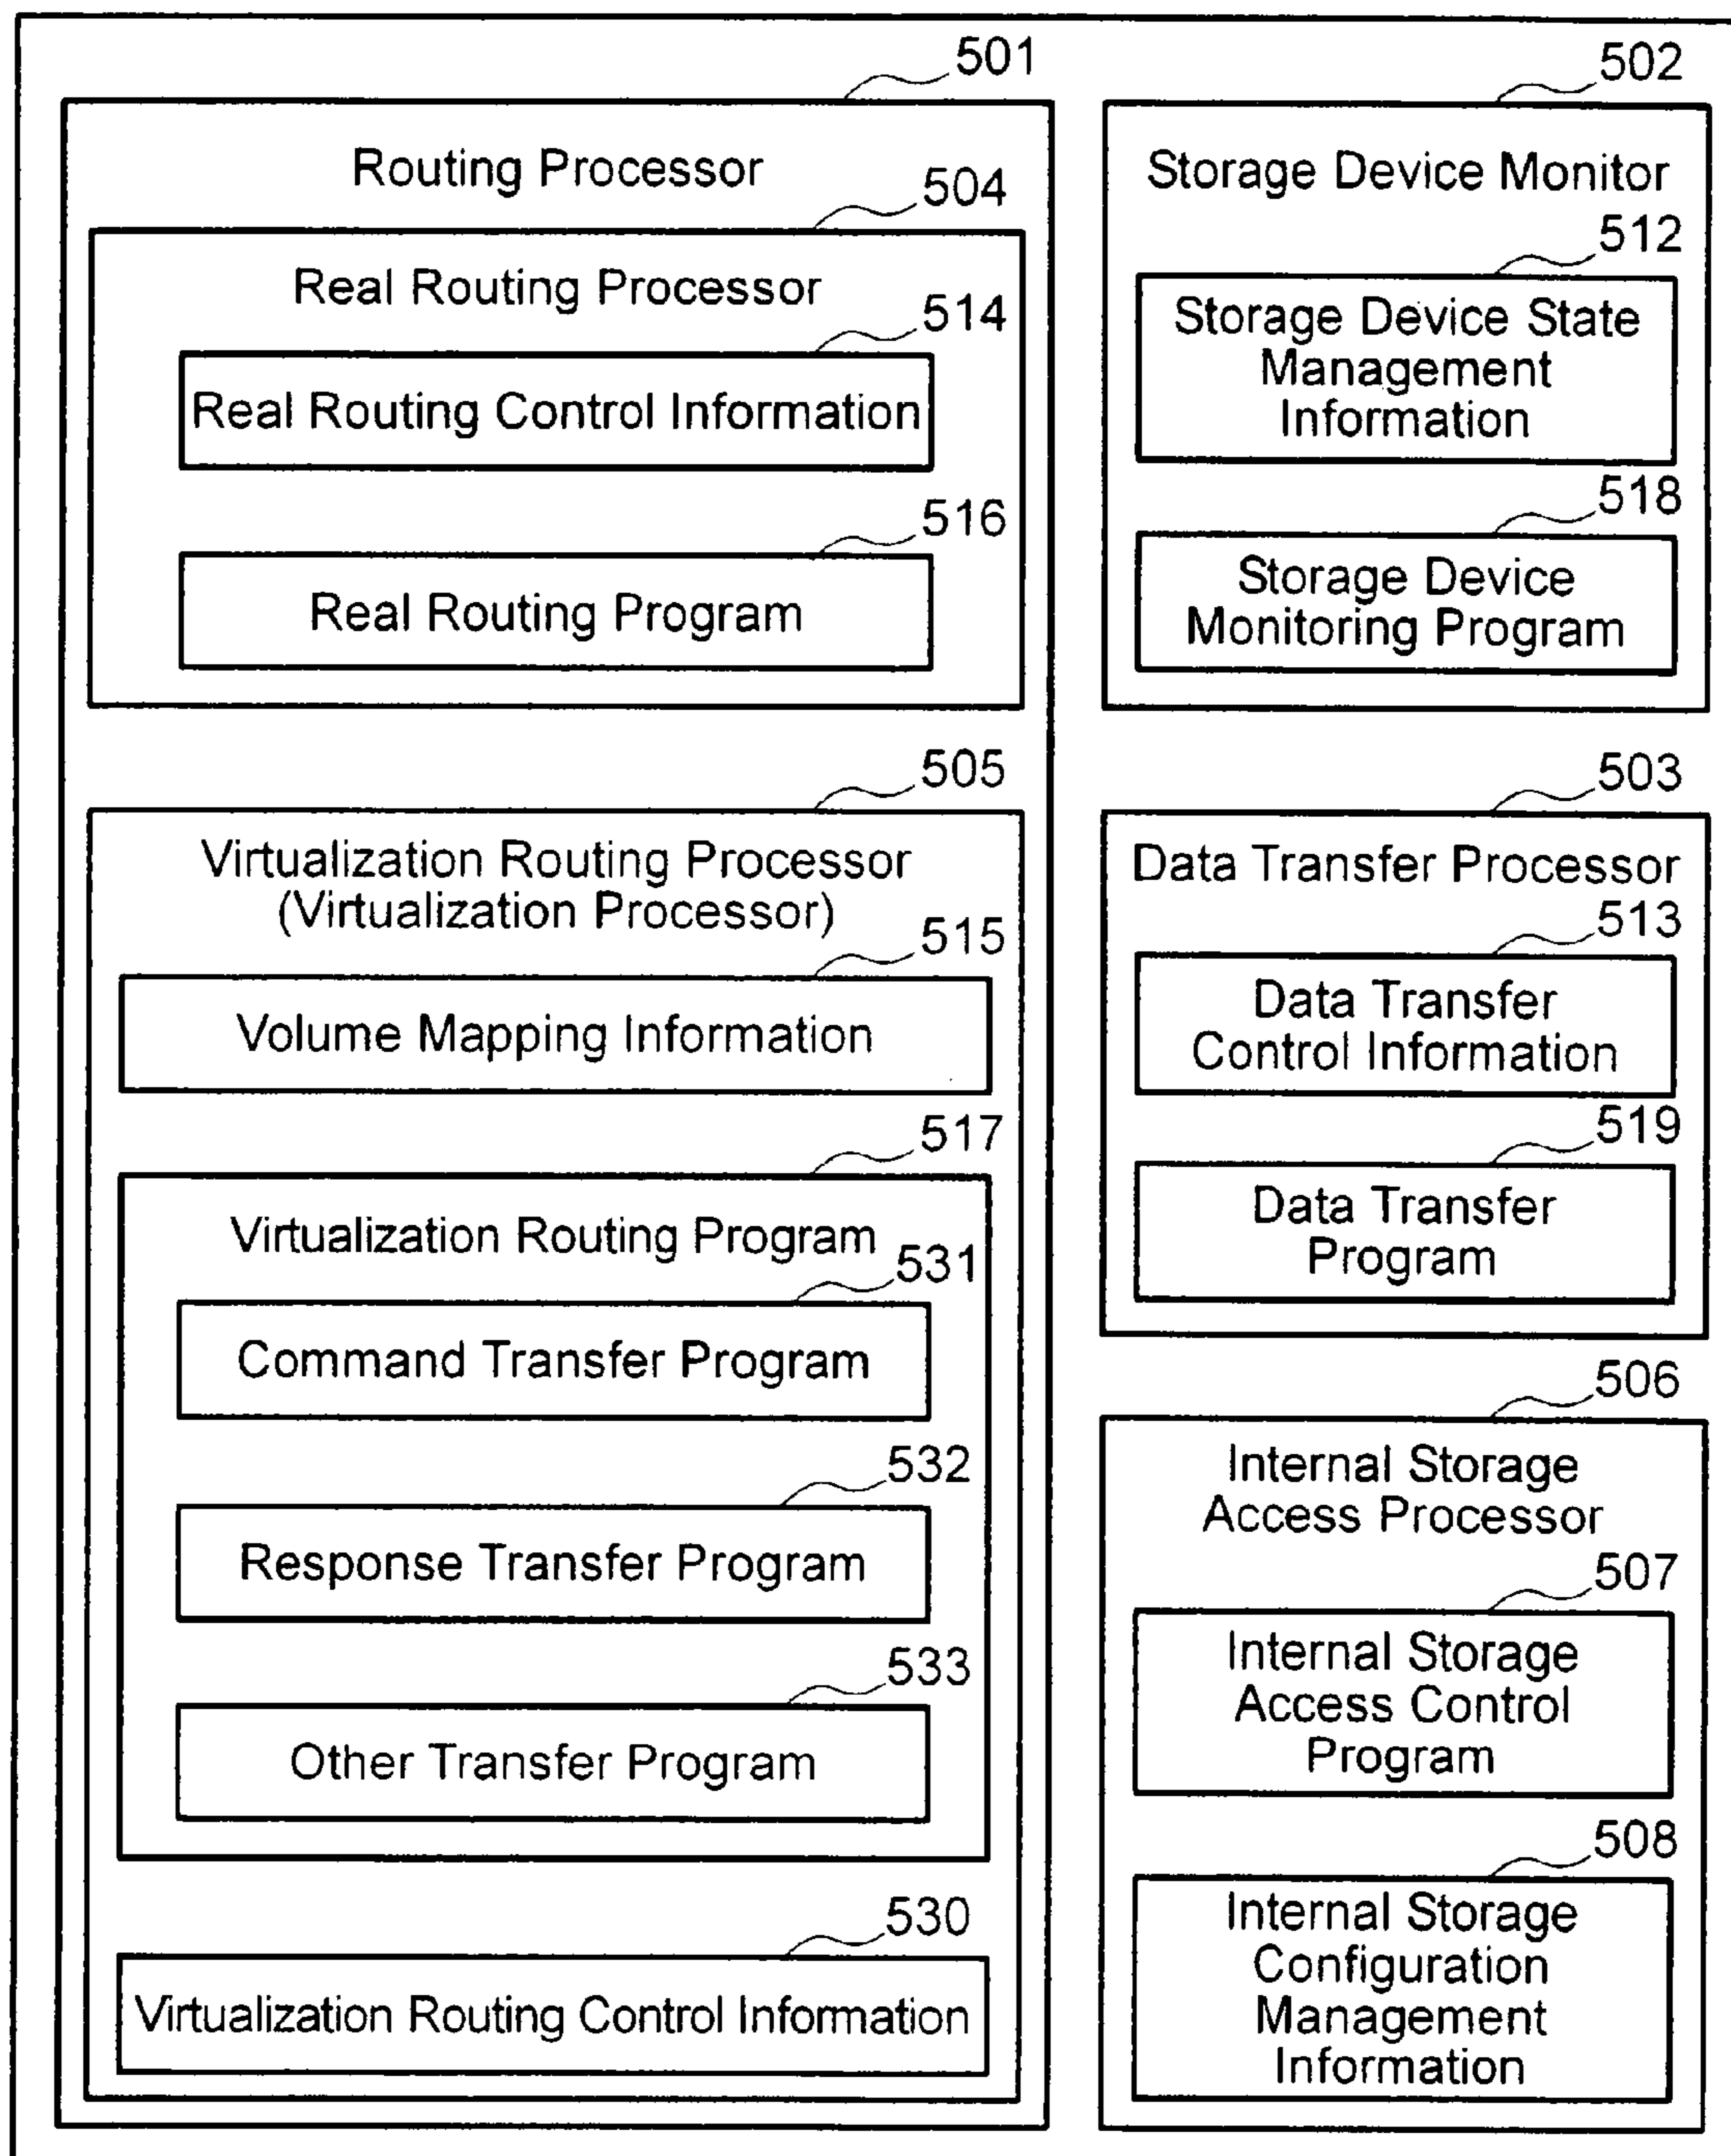 501
Routing Processor
504
Real Routing Processor
514
Real Routing Control Information
516
Real Routing Program
505
Virtualization Routing Processor
(Virtualization Processor)
515
Volume Mapping Information
517
Virtualization Routing Program
531
Command Transfer Program
532
Response Transfer Program
533
Other Transfer Program
530
Virtualization Routing Control Information
502
Storage Device Monitor
512
Storage Device State
Management
Information
518
Storage Device
Monitoring Program
503
Data Transfer Processor
513
Data Transfer
Control Information
519
Data Transfer
Program
506
Internal Storage
Access Processor
507
Internal Storage
Access Control
Program
508
Internal Storage
Configuration
Management
Information